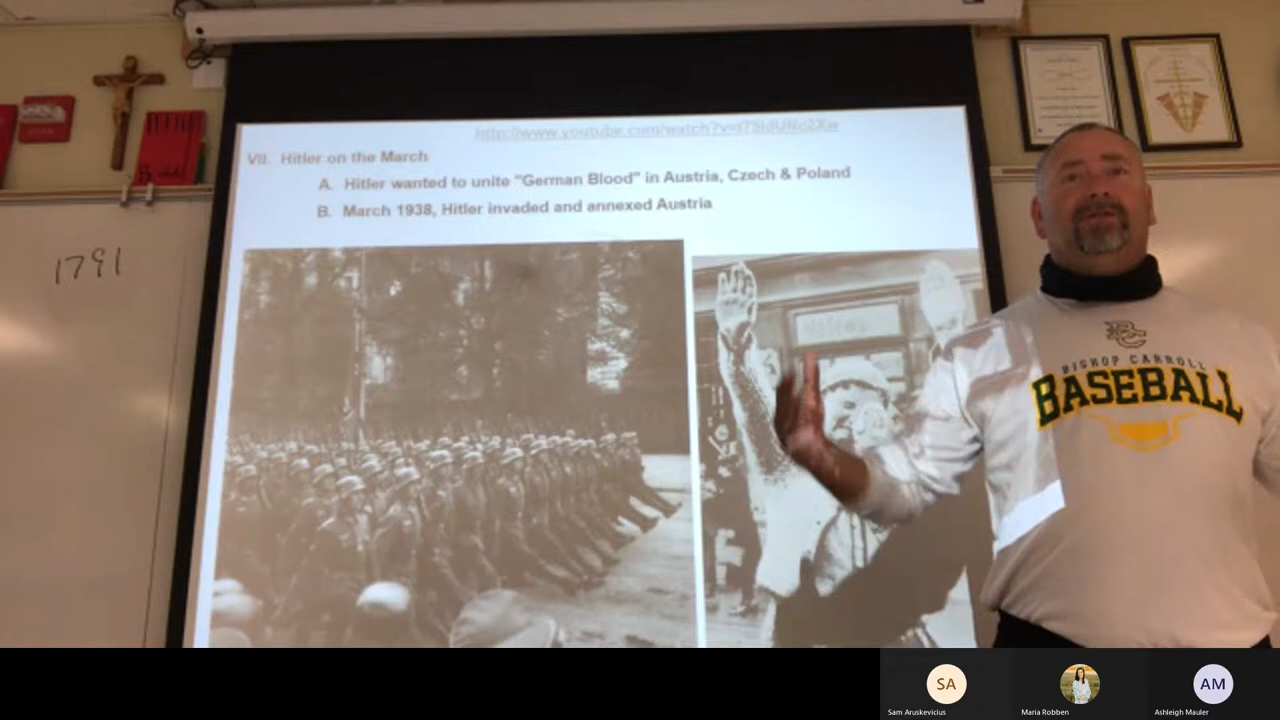 VII. Hitler on the March
A. Hitler wanted to unite "German Blood" in Austria, Czech & Poland
B. March 1938, Hitler invaded and annexed Austria
1791
BC
BISHOP CARROLL
BASEBALL
SA
AM
Sam Aruskevicius
Maria Robben
Ashleigh Mauler